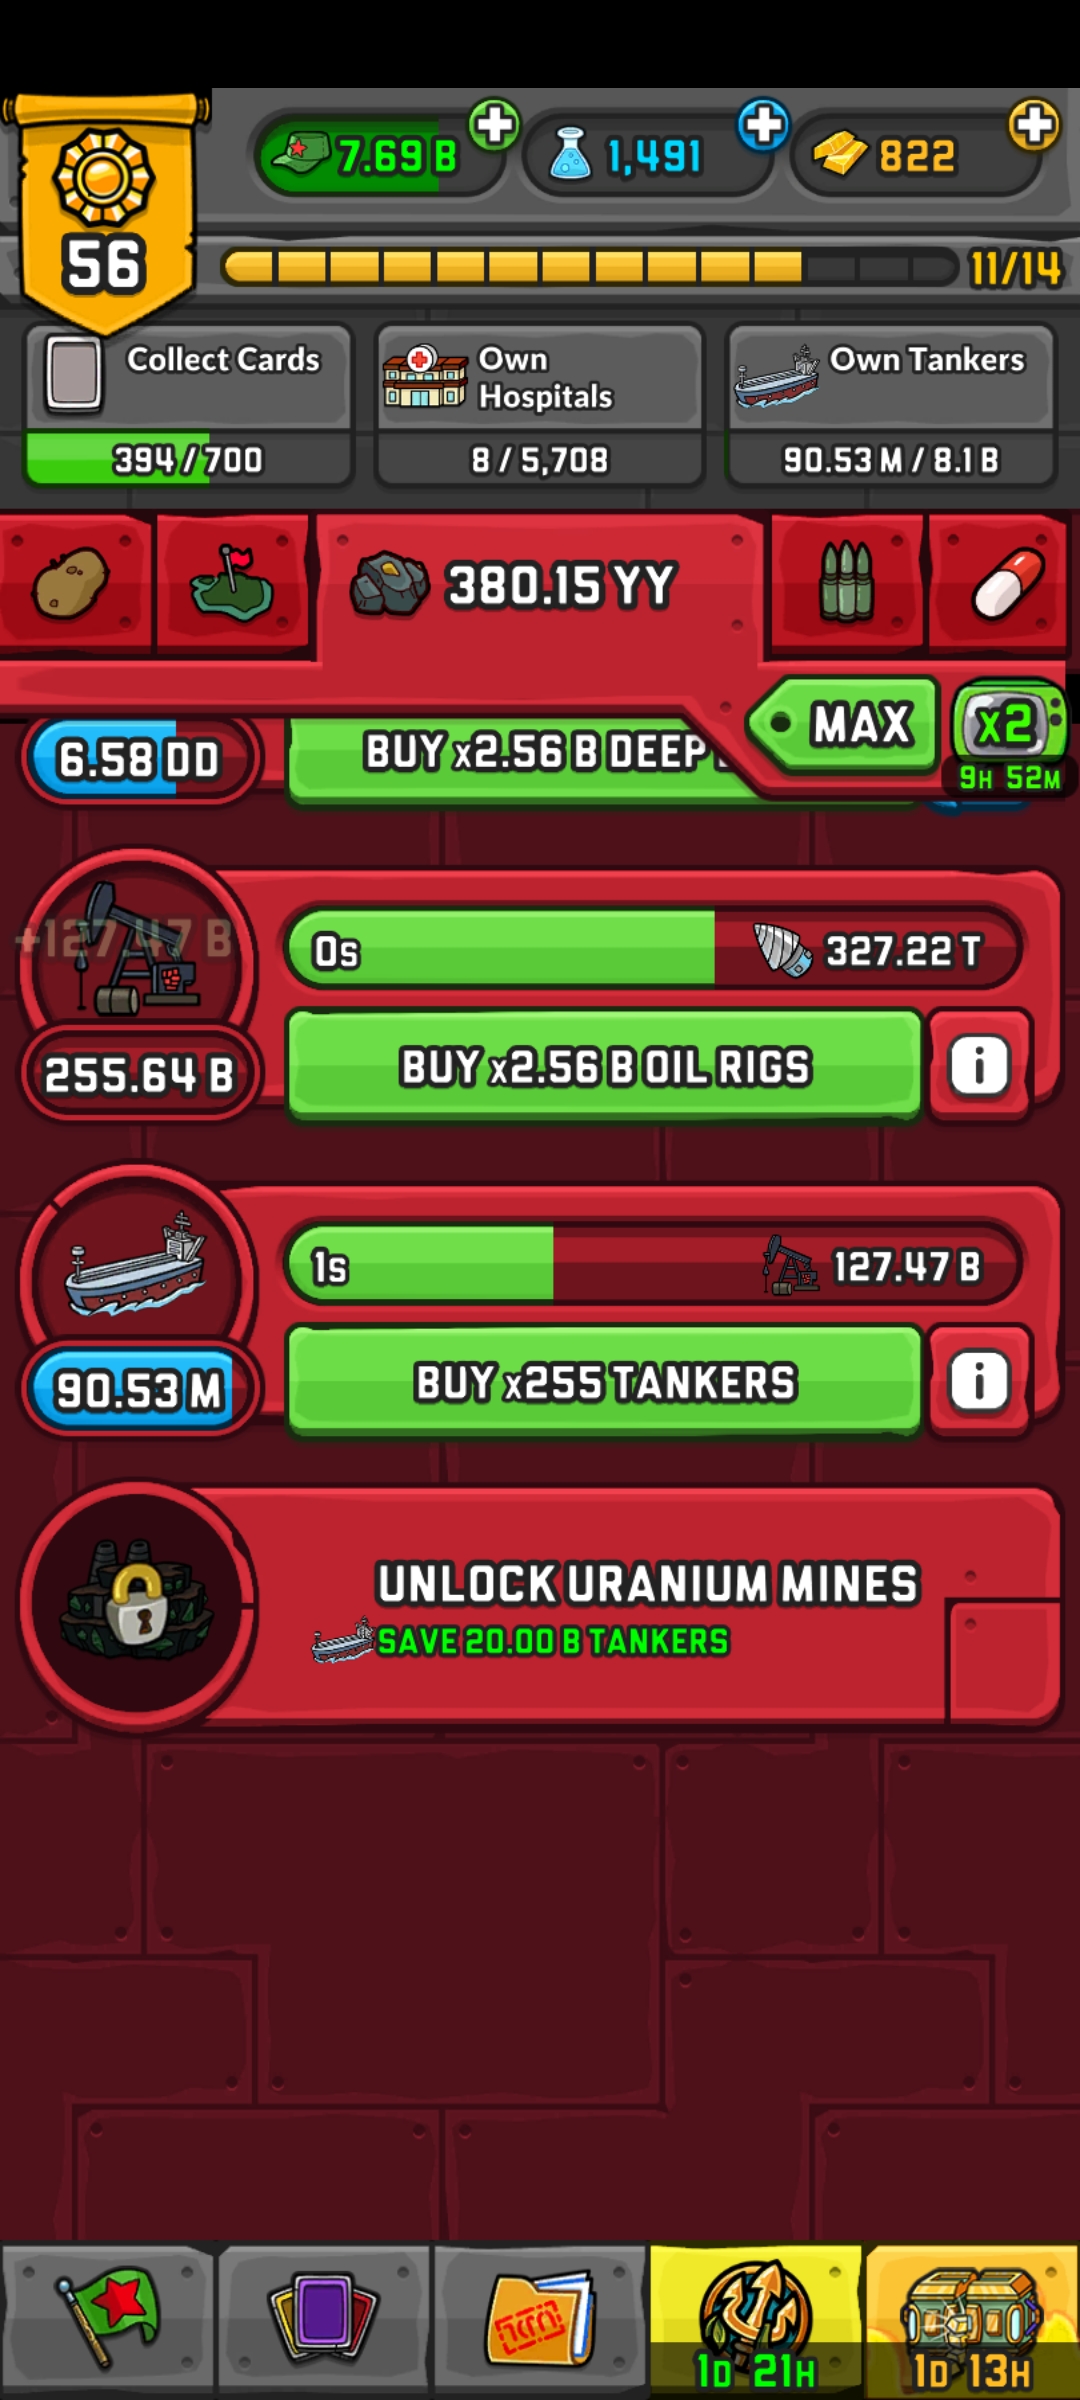 7.69 B
1,491
822
56
11/14
Collect Cards
394 / 700
Own Hospitals
8 / 5,708
Own Tankers
90.53 M / 8.1 B
380.15 YY
MAX
x2
9H 52M
6.58 DD
BUY x2.56 B DEEP
+127.47 B
0s
327.22 T
255.64 B
BUY x2.56 B OIL RIGS
i
1s
127.47 B
90.53 M
BUY x255 TANKERS
i
UNLOCK URANIUM MINES
SAVE 20.00 B TANKERS
1D 21H
1D 13H